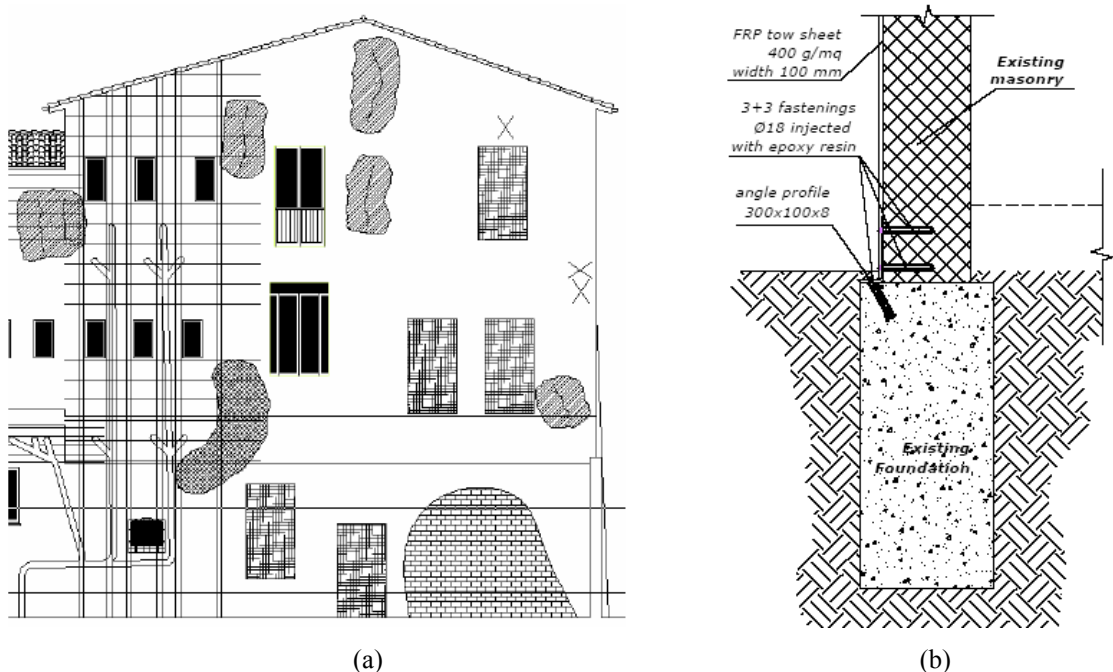 FRP tow sheet
400 g/mq
width 100 mm
Existing
masonry
3+3 fastenings
Ø18 injected
with epoxy resin
angle profile
300x100x8
Existing
Foundation
(a)
(b)